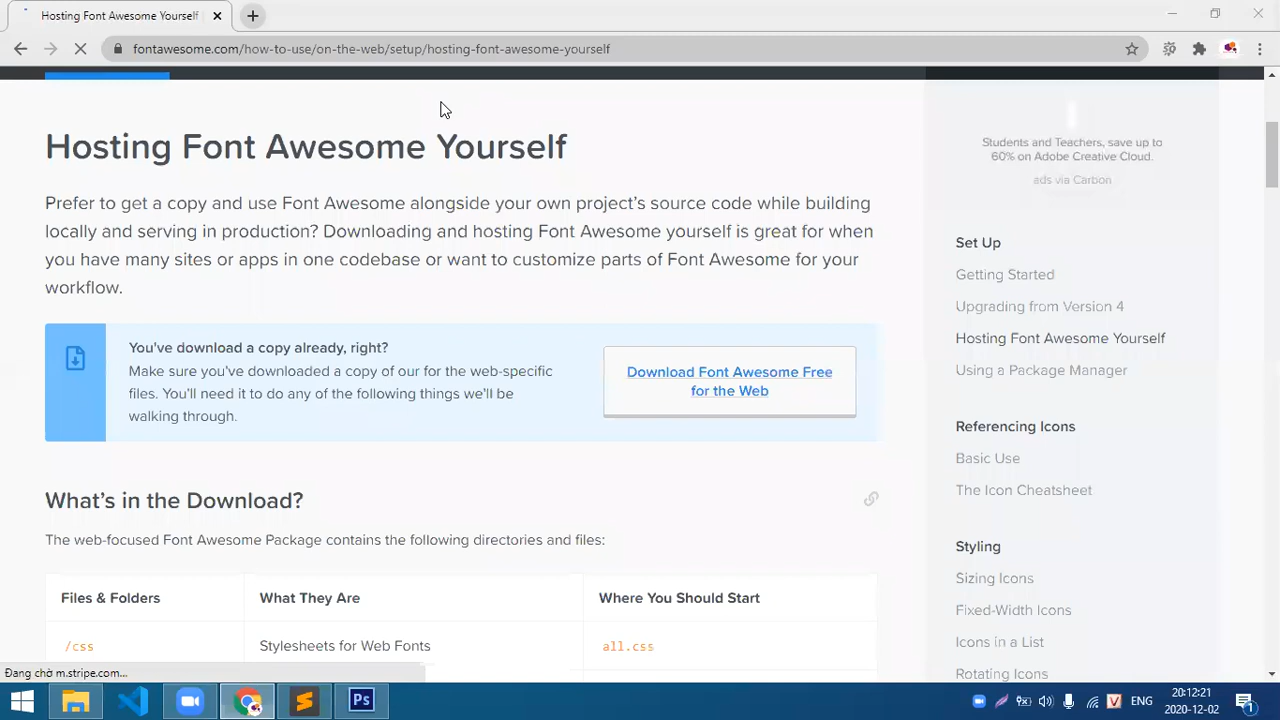 Hosting Font Awesome Yourself
fontawesome.com/how-to-use/on-the-web/setup/hosting-font-awesome-yourself
Hosting Font Awesome Yourself
Prefer to get a copy and use Font Awesome alongside your own project's source code while building
locally and serving in production? Downloading and hosting Font Awesome yourself is great for when
you have many sites or apps in one codebase or want to customize parts of Font Awesome for your
workflow.
You've download a copy already, right?
Make sure you've downloaded a copy of our for the web-specific
files. You'll need it to do any of the following things we'll be
walking through.
Download Font Awesome Free
for the Web
What's in the Download?
The web-focused Font Awesome Package contains the following directories and files:
Files & Folders
What They Are
Where You Should Start
/css
Stylesheets for Web Fonts
all.css
Students and Teachers, save up to
60% on Adobe Creative Cloud.
ads via Carbon
Set Up
Getting Started
Upgrading from Version 4
Hosting Font Awesome Yourself
Using a Package Manager
Referencing Icons
Basic Use
The Icon Cheatsheet
Styling
Sizing Icons
Fixed-Width Icons
Icons in a List
Rotating Icons
Đang chờ m.stripe.com...
Ps
V
ENG
20:12:21
2020-12-02
1